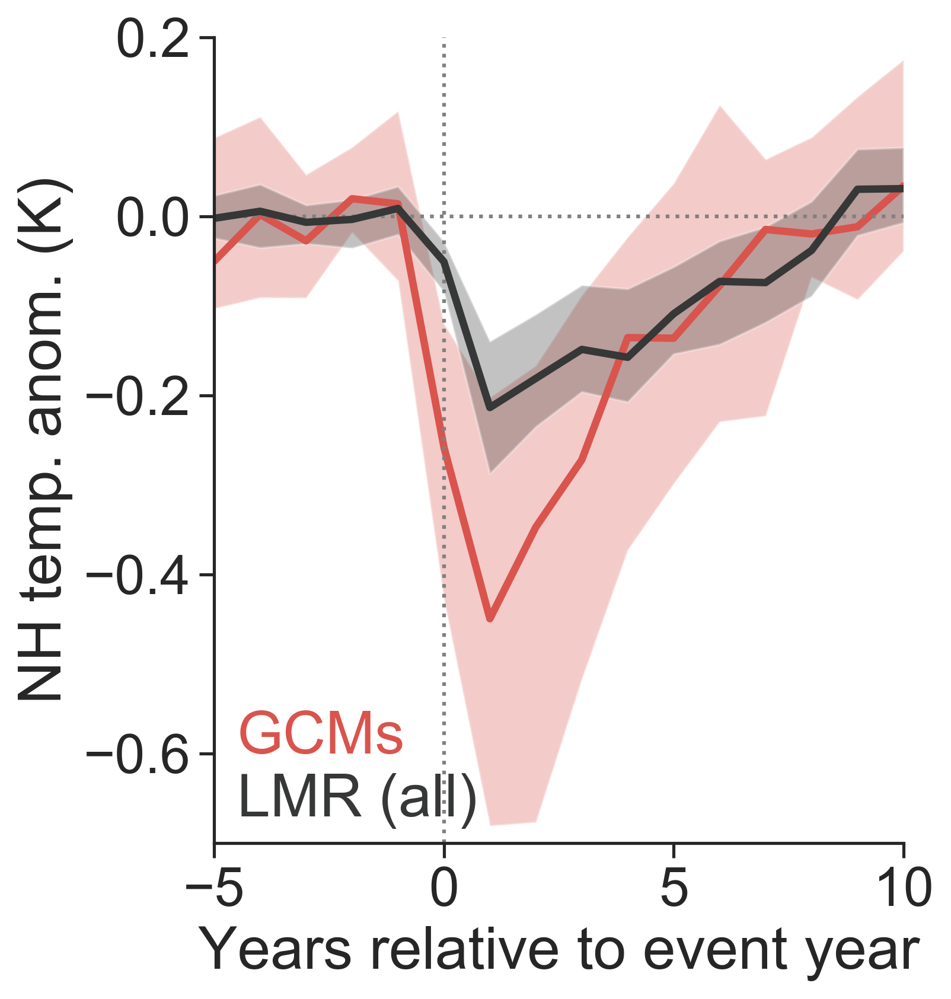 0.2
0.0
−0.2
−0.4
−0.6
NH temp. anom. (K)
GCMs
LMR (all)
−5 0 5 10
Years relative to event year